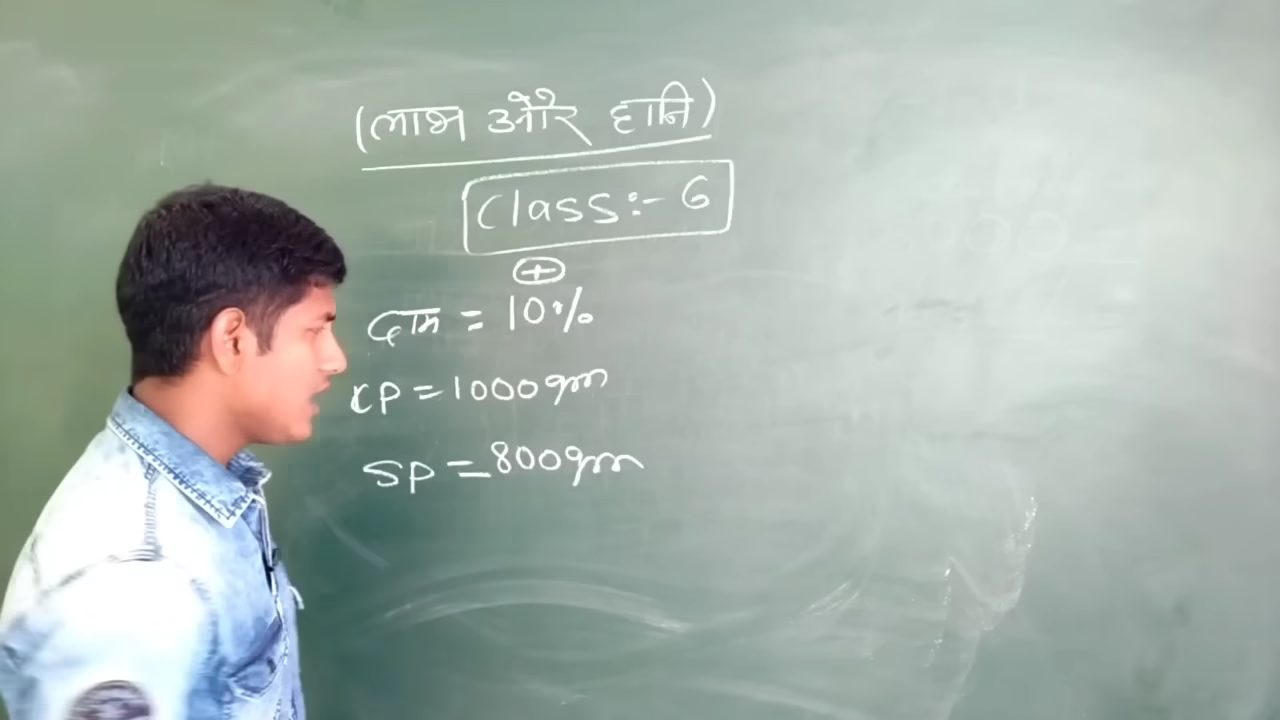 (लाभ और हानि)
Class:- 6
+
दाम = 10%
CP = 1000gm
SP = 800gm